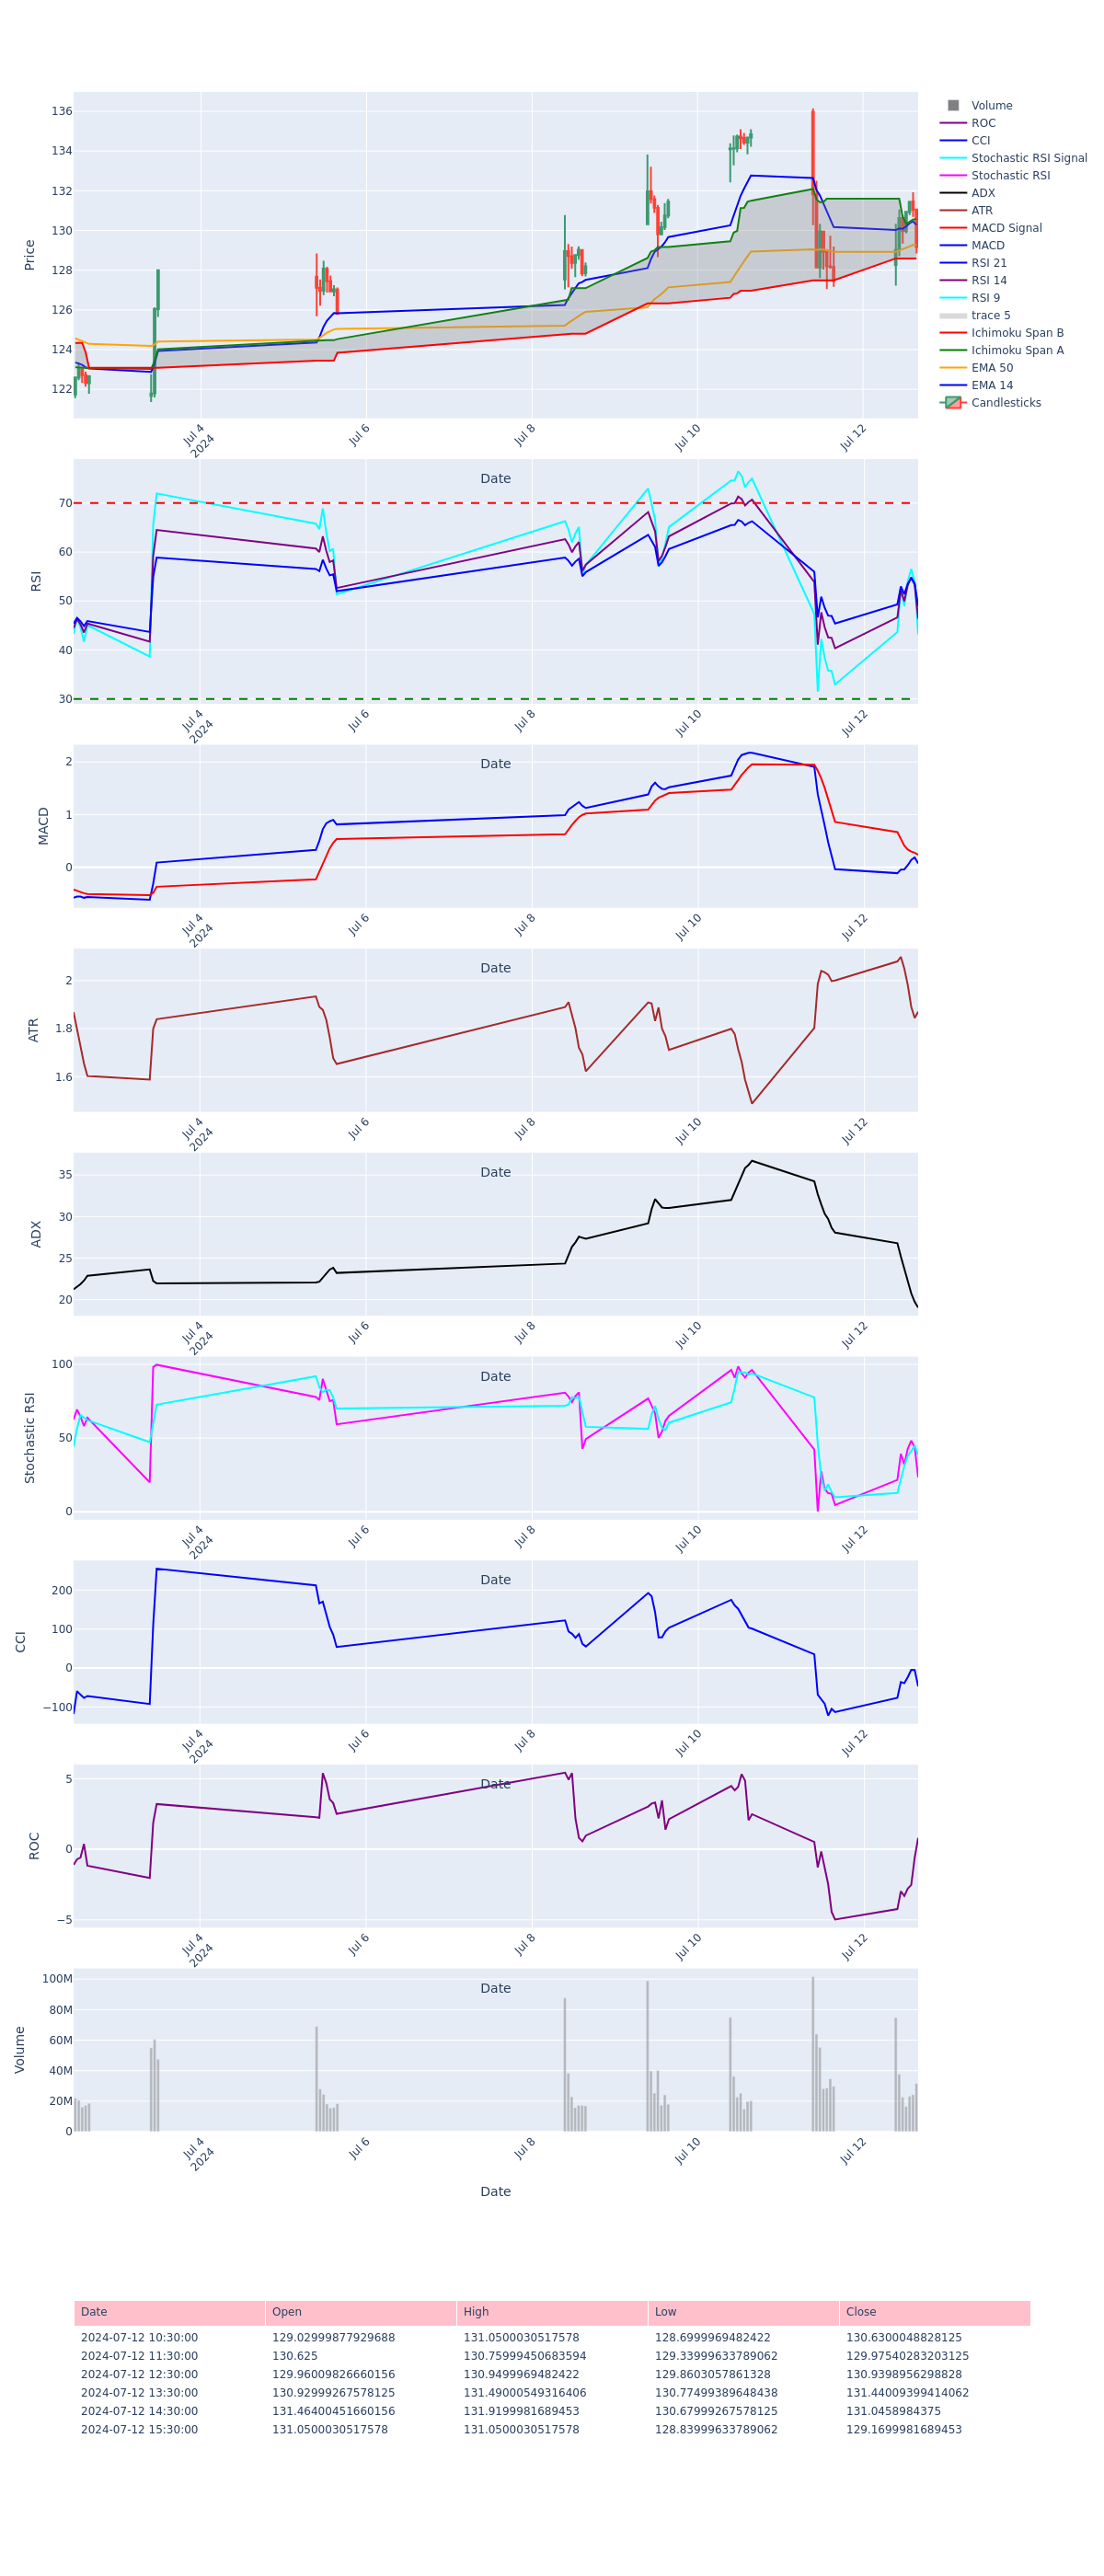 136
134
132
130
128
126
124
122
Price
Jul 4
2024
Jul 6
Jul 8
Jul 10
Jul 12
Volume
ROC
CCI
Stochastic RSI Signal
Stochastic RSI
ADX
ATR
MACD Signal
MACD
RSI 21
RSI 14
RSI 9
trace 5
Ichimoku Span B
Ichimoku Span A
EMA 50
EMA 14
Candlesticks
Date
70
60
50
40
30
RSI
Jul 4
2024
Jul 6
Jul 8
Jul 10
Jul 12
Date
2
1
0
MACD
Jul 4
2024
Jul 6
Jul 8
Jul 10
Jul 12
Date
2
1.8
1.6
ATR
Jul 4
2024
Jul 6
Jul 8
Jul 10
Jul 12
Date
35
30
25
20
ADX
Jul 4
2024
Jul 6
Jul 8
Jul 10
Jul 12
Date
100
50
0
Stochastic RSI
Jul 4
2024
Jul 6
Jul 8
Jul 10
Jul 12
Date
200
100
0
−100
CCI
Jul 4
2024
Jul 6
Jul 8
Jul 10
Jul 12
Date
5
0
−5
ROC
Jul 4
2024
Jul 6
Jul 8
Jul 10
Jul 12
Date
100M
80M
60M
40M
20M
0
Volume
Jul 4
2024
Jul 6
Jul 8
Jul 10
Jul 12
Date
Date Open High Low Close
2024-07-12 10:30:00 129.02999877929688 131.0500030517578 128.6999969482422 130.6300048828125
2024-07-12 11:30:00 130.625 130.75999450683594 129.33999633789062 129.97540283203125
2024-07-12 12:30:00 129.96009826660156 130.9499969482422 129.8603057861328 130.9398956298828
2024-07-12 13:30:00 130.92999267578125 131.49000549316406 130.77499389648438 131.44009399414062
2024-07-12 14:30:00 131.46400451660156 131.9199981689453 130.67999267578125 131.0458984375
2024-07-12 15:30:00 131.0500030517578 131.0500030517578 128.83999633789062 129.1699981689453